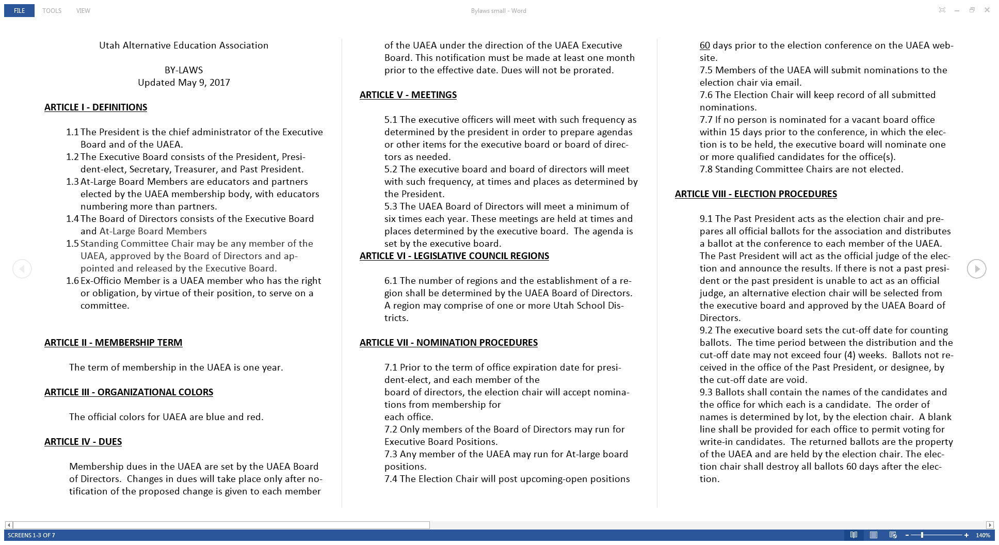 FILE TOOLS VIEW Bylaws small - Word
Utah Alternative Education Association
BY-LAWS
Updated May 9, 2017
ARTICLE I - DEFINITIONS
1.1 The President is the chief administrator of the Executive
Board and of the UAEA.
1.2 The Executive Board consists of the President, Presi-
dent-elect, Secretary, Treasurer, and Past President.
1.3 At-Large Board Members are educators and partners
elected by the UAEA membership body, with educators
numbering more than partners.
1.4 The Board of Directors consists of the Executive Board
and At-Large Board Members
1.5 Standing Committee Chair may be any member of the
UAEA, approved by the Board of Directors and ap-
pointed and released by the Executive Board.
1.6 Ex-Officio Member is a UAEA member who has the right
or obligation, by virtue of their position, to serve on a
committee.
ARTICLE II - MEMBERSHIP TERM
The term of membership in the UAEA is one year.
ARTICLE III - ORGANIZATIONAL COLORS
The official colors for UAEA are blue and red.
ARTICLE IV - DUES
Membership dues in the UAEA are set by the UAEA Board
of Directors.  Changes in dues will take place only after no-
tification of the proposed change is given to each member
of the UAEA under the direction of the UAEA Executive
Board. This notification must be made at least one month
prior to the effective date. Dues will not be prorated.
ARTICLE V - MEETINGS
5.1 The executive officers will meet with such frequency as
determined by the president in order to prepare agendas
or other items for the executive board or board of direc-
tors as needed.
5.2 The executive board and board of directors will meet
with such frequency, at times and places as determined by
the President.
5.3 The UAEA Board of Directors will meet a minimum of
six times each year. These meetings are held at times and
places determined by the executive board.  The agenda is
set by the executive board.
ARTICLE VI - LEGISLATIVE COUNCIL REGIONS
6.1 The number of regions and the establishment of a re-
gion shall be determined by the UAEA Board of Directors.
A region may comprise of one or more Utah School Dis-
tricts.
ARTICLE VII - NOMINATION PROCEDURES
7.1 Prior to the term of office expiration date for presi-
dent-elect, and each member of the
board of directors, the election chair will accept nomina-
tions from membership for
each office.
7.2 Only members of the Board of Directors may run for
Executive Board Positions.
7.3 Any member of the UAEA may run for At-large board
positions.
7.4 The Election Chair will post upcoming-open positions
60 days prior to the election conference on the UAEA web-
site.
7.5 Members of the UAEA will submit nominations to the
election chair via email.
7.6 The Election Chair will keep record of all submitted
nominations.
7.7 If no person is nominated for a vacant board office
within 15 days prior to the conference, in which the elec-
tion is to be held, the executive board will nominate one
or more qualified candidates for the office(s).
7.8 Standing Committee Chairs are not elected.
ARTICLE VIII - ELECTION PROCEDURES
9.1 The Past President acts as the election chair and pre-
pares all official ballots for the association and distributes
a ballot at the conference to each member of the UAEA.
The Past President will act as the official judge of the elec-
tion and announce the results. If there is not a past presi-
dent or the past president is unable to act as an official
judge, an alternative election chair will be selected from
the executive board and approved by the UAEA Board of
Directors.
9.2 The executive board sets the cut-off date for counting
ballots.  The time period between the distribution and the
cut-off date may not exceed four (4) weeks.  Ballots not re-
ceived in the office of the Past President, or designee, by
the cut-off date are void.
9.3 Ballots shall contain the names of the candidates and
the office for which each is a candidate.  The order of
names is determined by lot, by the election chair.  A blank
line shall be provided for each office to permit voting for
write-in candidates.  The returned ballots are the property
of the UAEA and are held by the election chair. The elec-
tion chair shall destroy all ballots 60 days after the elec-
tion.
SCREENS 1-3 OF 7 140%